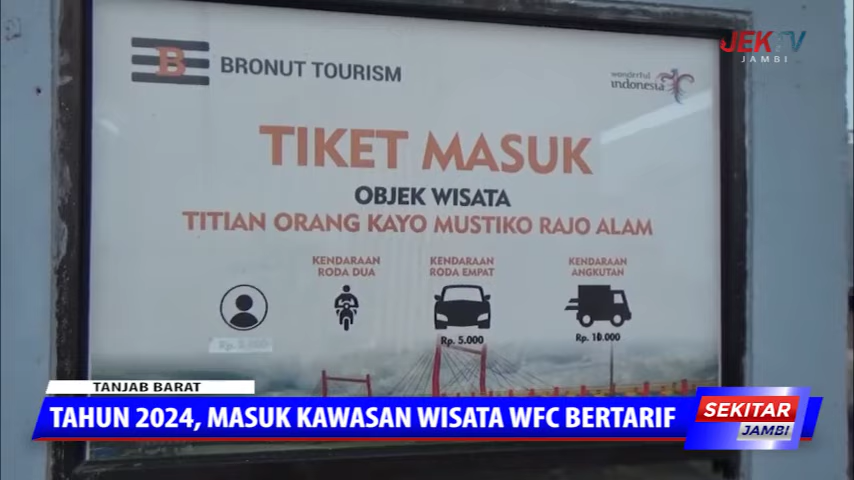 JEK TV
JAMBI
B
BRONUT TOURISM
wonderful
indonesia
TIKET MASUK
OBJEK WISATA
TITIAN ORANG KAYO MUSTIKO RAJO ALAM
KENDARAAN
RODA DUA
KENDARAAN
RODA EMPAT
KENDARAAN
ANGKUTAN
Rp. 5.000
Rp. 10.000
TANJAB BARAT
TAHUN 2024, MASUK KAWASAN WISATA WFC BERTARIF
SEKITAR
JAMBI